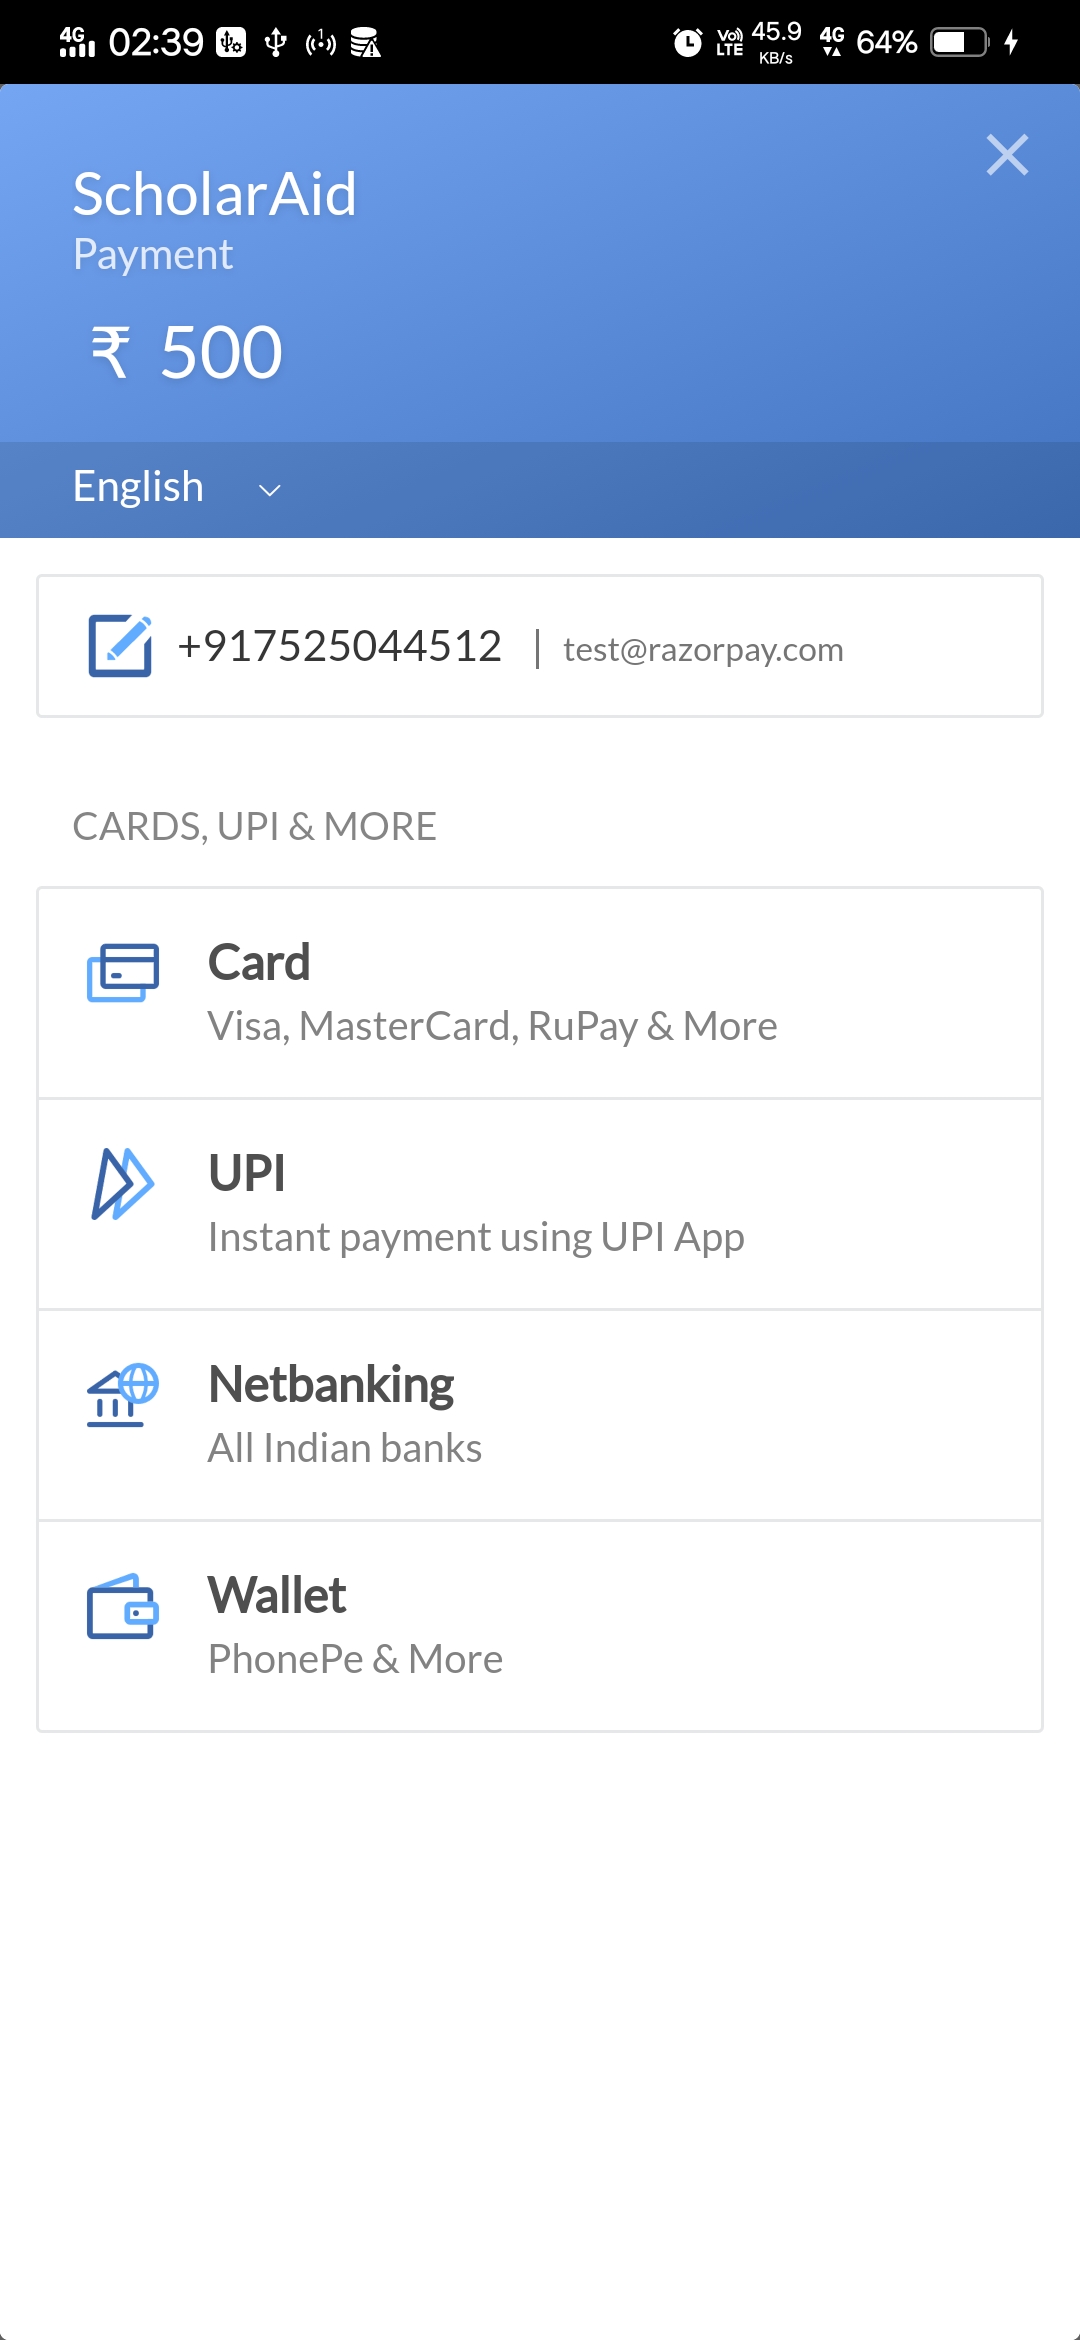 4G 02:39 1 Vo) LTE 45.9 KB/s 4G 64%
ScholarAid
Payment
₹ 500
English
+917525044512 | test@razorpay.com
CARDS, UPI & MORE
Card
Visa, MasterCard, RuPay & More
UPI
Instant payment using UPI App
Netbanking
All Indian banks
Wallet
PhonePe & More